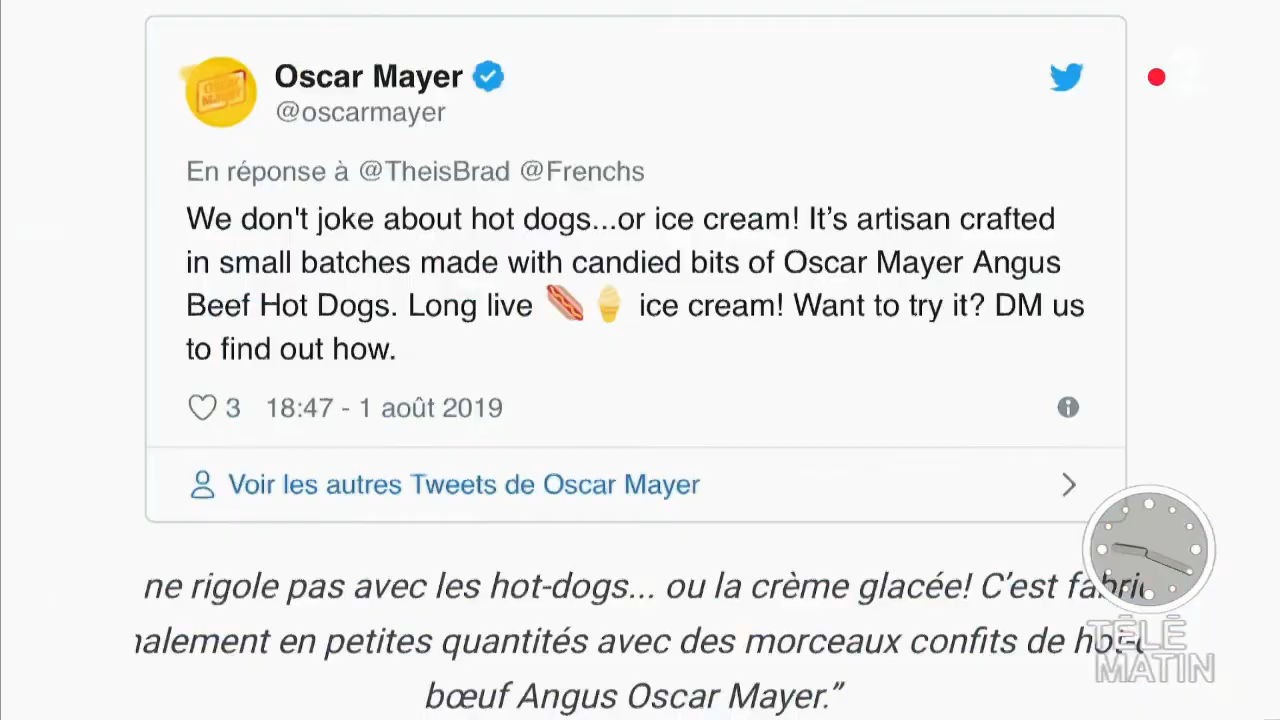 Oscar Mayer
@oscarmayer
En réponse à @TheisBrad @Frenchs
We don't joke about hot dogs...or ice cream! It’s artisan crafted
in small batches made with candied bits of Oscar Mayer Angus
Beef Hot Dogs. Long live 🌭🍦 ice cream! Want to try it? DM us
to find out how.
3 18:47 - 1 août 2019
Voir les autres Tweets de Oscar Mayer
ne rigole pas avec les hot-dogs... ou la crème glacée! C’est
en petites quantités avec des morceaux confits de
bœuf Angus Oscar Mayer.”
TÉLÉ
MATIN